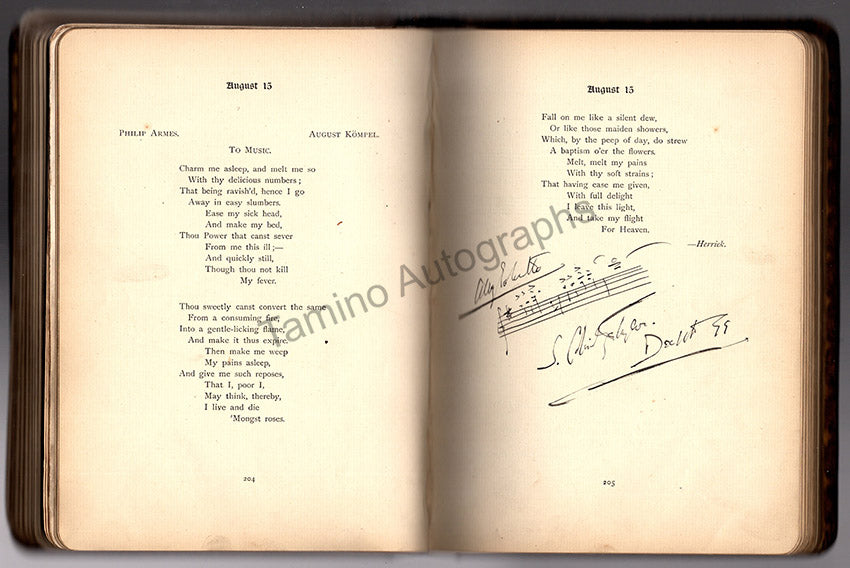 August 15
PHILIP ARMES. AUGUST KÖMPEL.
TO MUSIC.
Charm me asleep, and melt me so
With thy delicious numbers;
That being ravish'd, hence I go
Away in easy slumbers.
Ease my sick head,
And make my bed,
Thou Power that canst sever
From me this ill;—
And quickly still,
Though thou not kill
My fever.
Thou sweetly canst convert the same
From a consuming fire,
Into a gentle-licking flame,
And make it thus expire.
Then make me weep
My pains asleep,
And give me such reposes,
That I, poor I,
May think, thereby,
I live and die
'Mongst roses.
204
August 15
Fall on me like a silent dew,
Or like those maiden showers,
Which, by the peep of day, do strew
A baptism o'er the flowers.
Melt, melt my pains
With thy soft strains;
That having ease me given,
With full delight
I leave this light,
And take my flight
For Heaven.
—Herrick.
S. Coleridge-Taylor.
205
Tamino Autographs